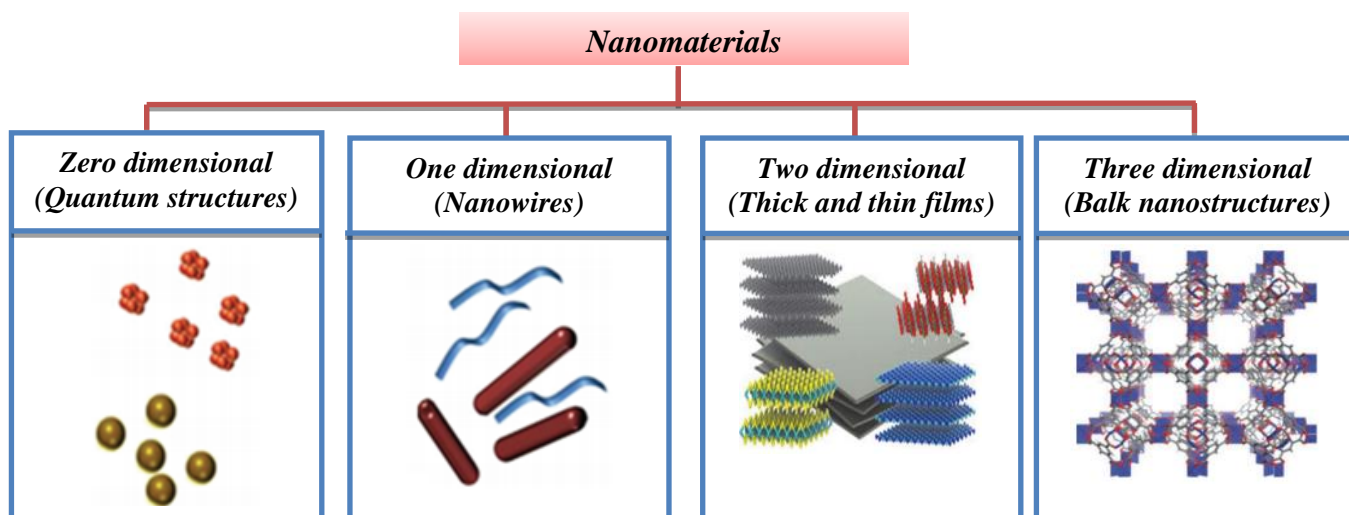 Nanomaterials
Zero dimensional
(Quantum structures)
One dimensional
(Nanowires)
Two dimensional
(Thick and thin films)
Three dimensional
(Balk nanostructures)